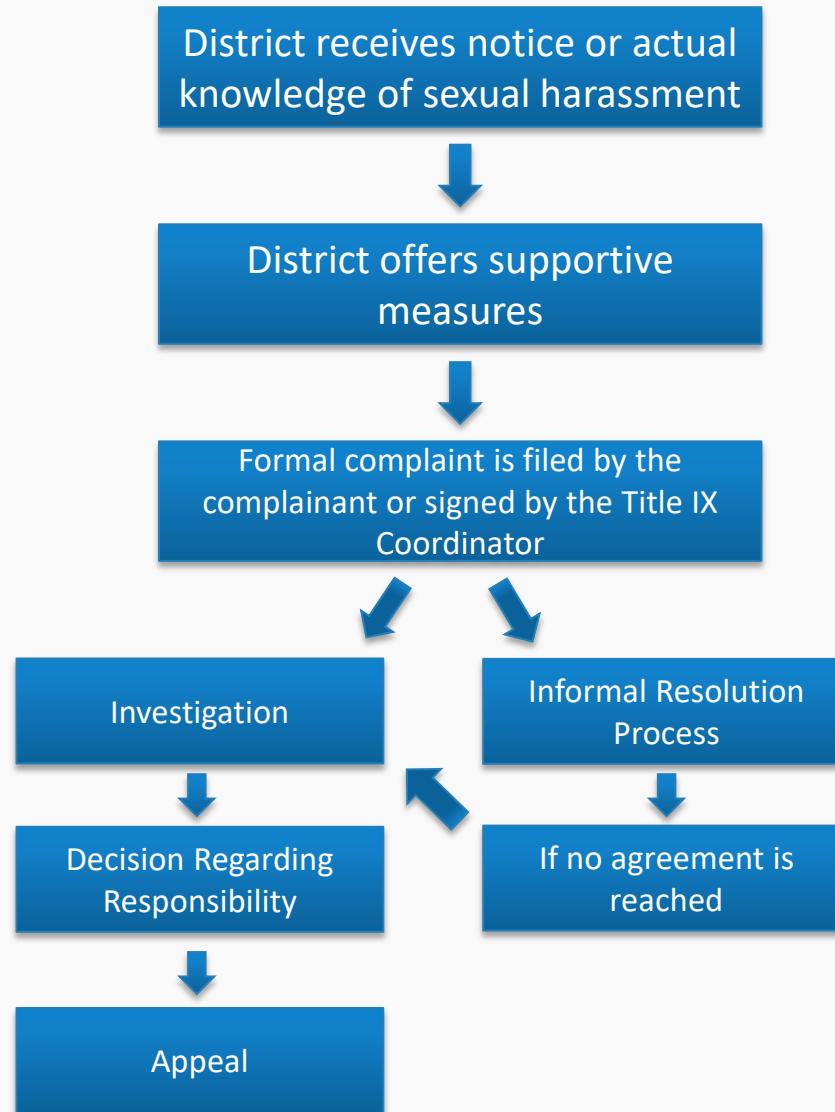 District receives notice or actual
knowledge of sexual harassment
District offers supportive
measures
Formal complaint is filed by the
complainant or signed by the Title IX
Coordinator
Investigation
Informal Resolution
Process
Decision Regarding
Responsibility
If no agreement is
reached
Appeal